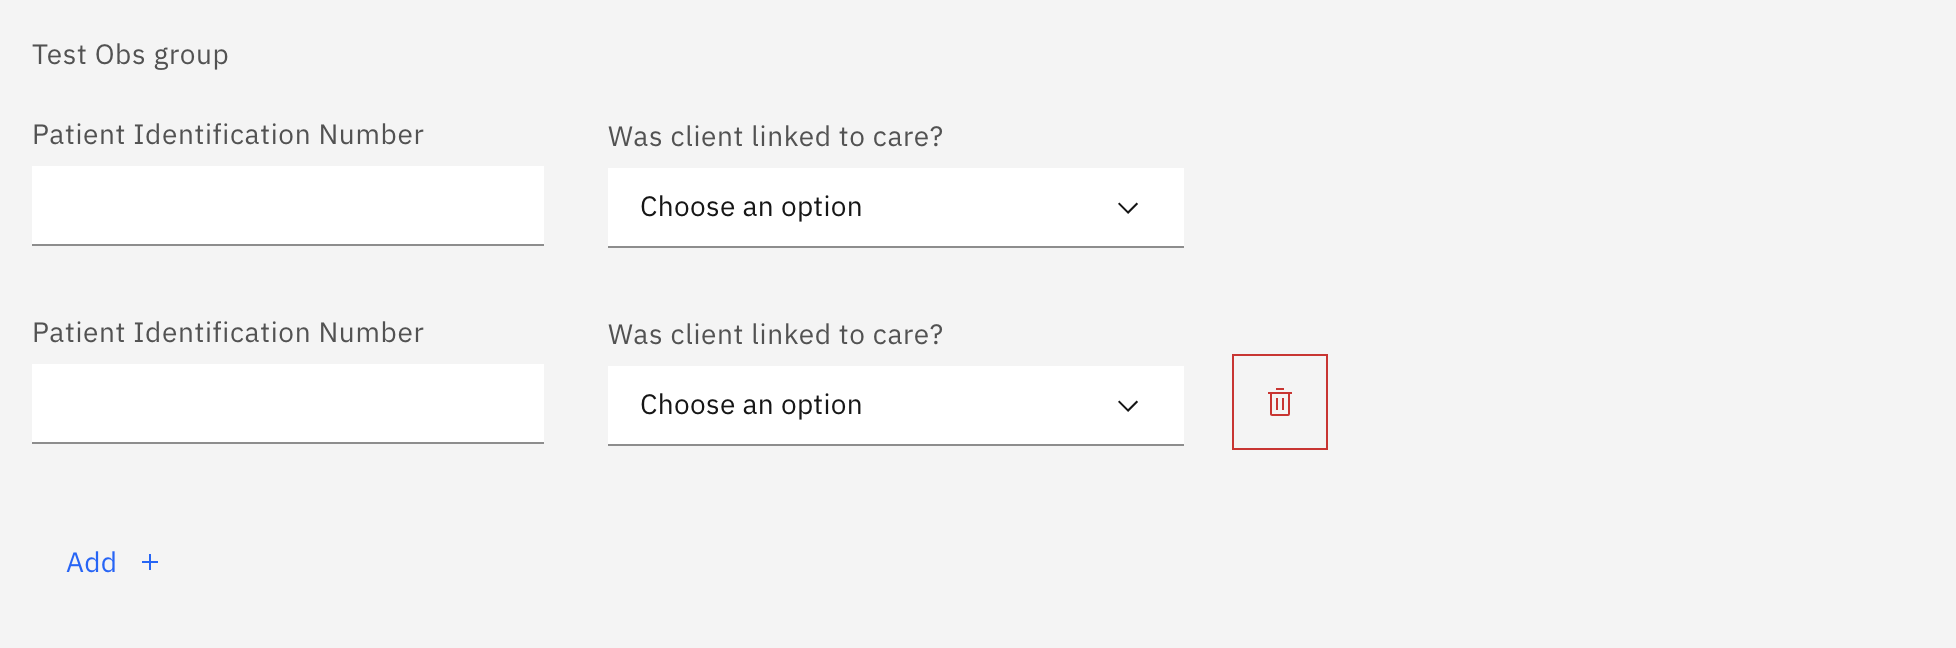 Test Obs group
Patient Identification Number
Was client linked to care?
Choose an option
Patient Identification Number
Was client linked to care?
Choose an option
Add +